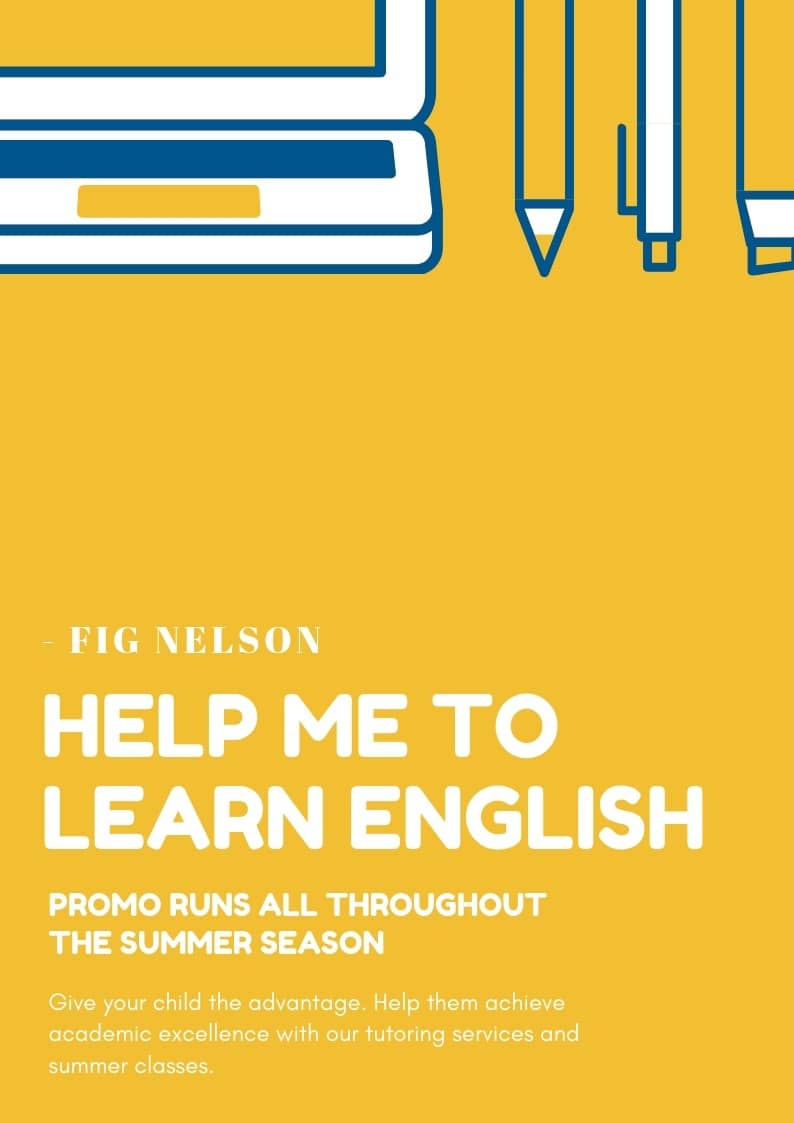 - FIG NELSON
HELP ME TO
LEARN ENGLISH
PROMO RUNS ALL THROUGHOUT
THE SUMMER SEASON
Give your child the advantage. Help them achieve
academic excellence with our tutoring services and
summer classes.